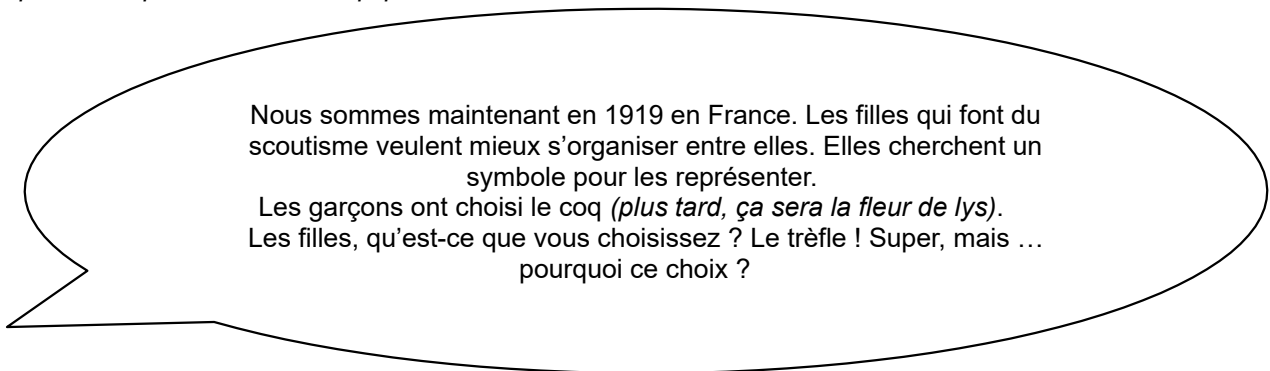 Nous sommes maintenant en 1919 en France. Les filles qui font du
scoutisme veulent mieux s’organiser entre elles. Elles cherchent un
symbole pour les représenter.
Les garçons ont choisi le coq (plus tard, ça sera la fleur de lys).
Les filles, qu’est-ce que vous choisissez ? Le trèfle ! Super, mais …
pourquoi ce choix ?